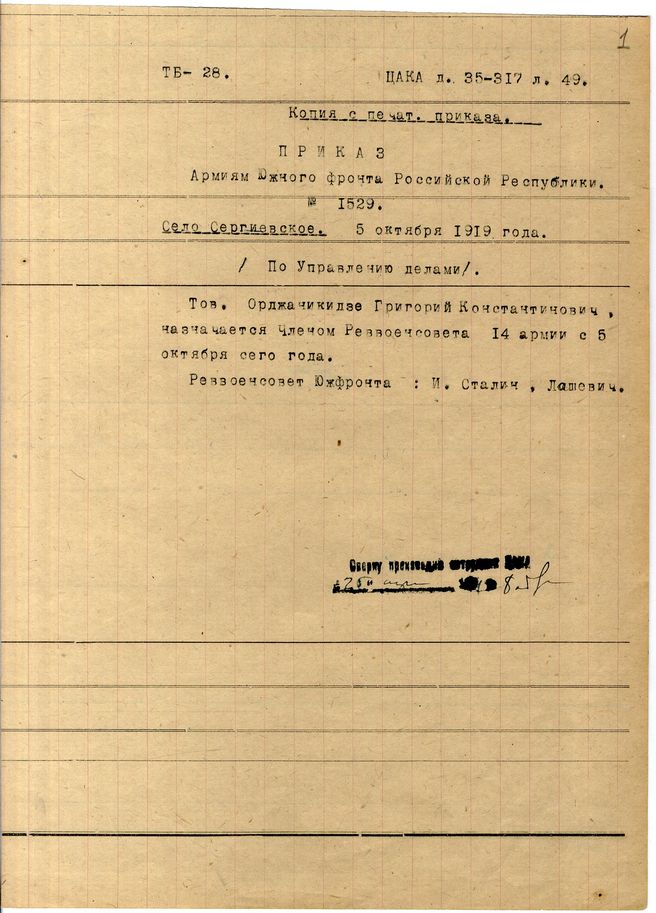 1
ТБ- 28. ЦАКА д. 35-317 л. 49.
Копия с печат. приказа.
ПРИКАЗ
Армиям Южного фронта Российской Республики.
№ 1529.
Село Сергиевское. 5 октября 1919 года.
/ По Управлению делами/.
Тов. Орджаникидзе Григорий Константинович,
назначается Членом Реввоенсовета 14 армии с 5
октября сего года.
Реввоенсовет Южфронта : И. Сталин , Лашевич.
Сверку